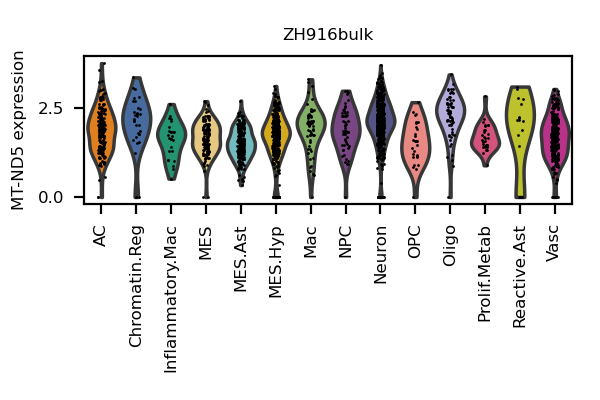 ZH916bulk
MT-ND5 expression
2.5
0.0
AC
Chromatin.Reg
Inflammatory.Mac
MES
MES.Ast
MES.Hyp
Mac
NPC
Neuron
OPC
Oligo
Prolif.Metab
Reactive.Ast
Vasc